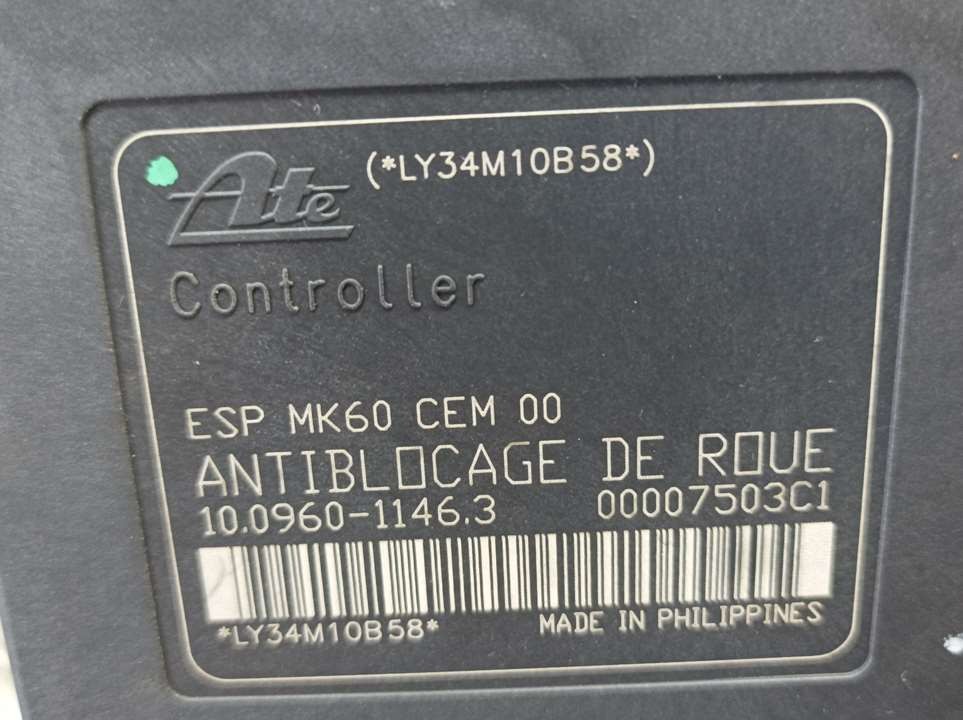 Ate (*LY34M10B58*)
Controller
ESP MK60 CEM 00
ANTIBLOCAGE DE ROUE
10.0960-1146.3 00007503C1
*LY34M10B58* MADE IN PHILIPPINES